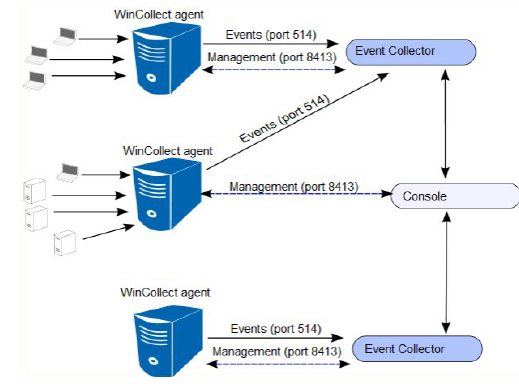 WinCollect agent
Events (port 514)
Management (port 8413)
Event Collector
Events (port 514)
WinCollect agent
Management (port 8413)
Console
WinCollect agent
Events (port 514)
Management (port 8413)
Event Collector